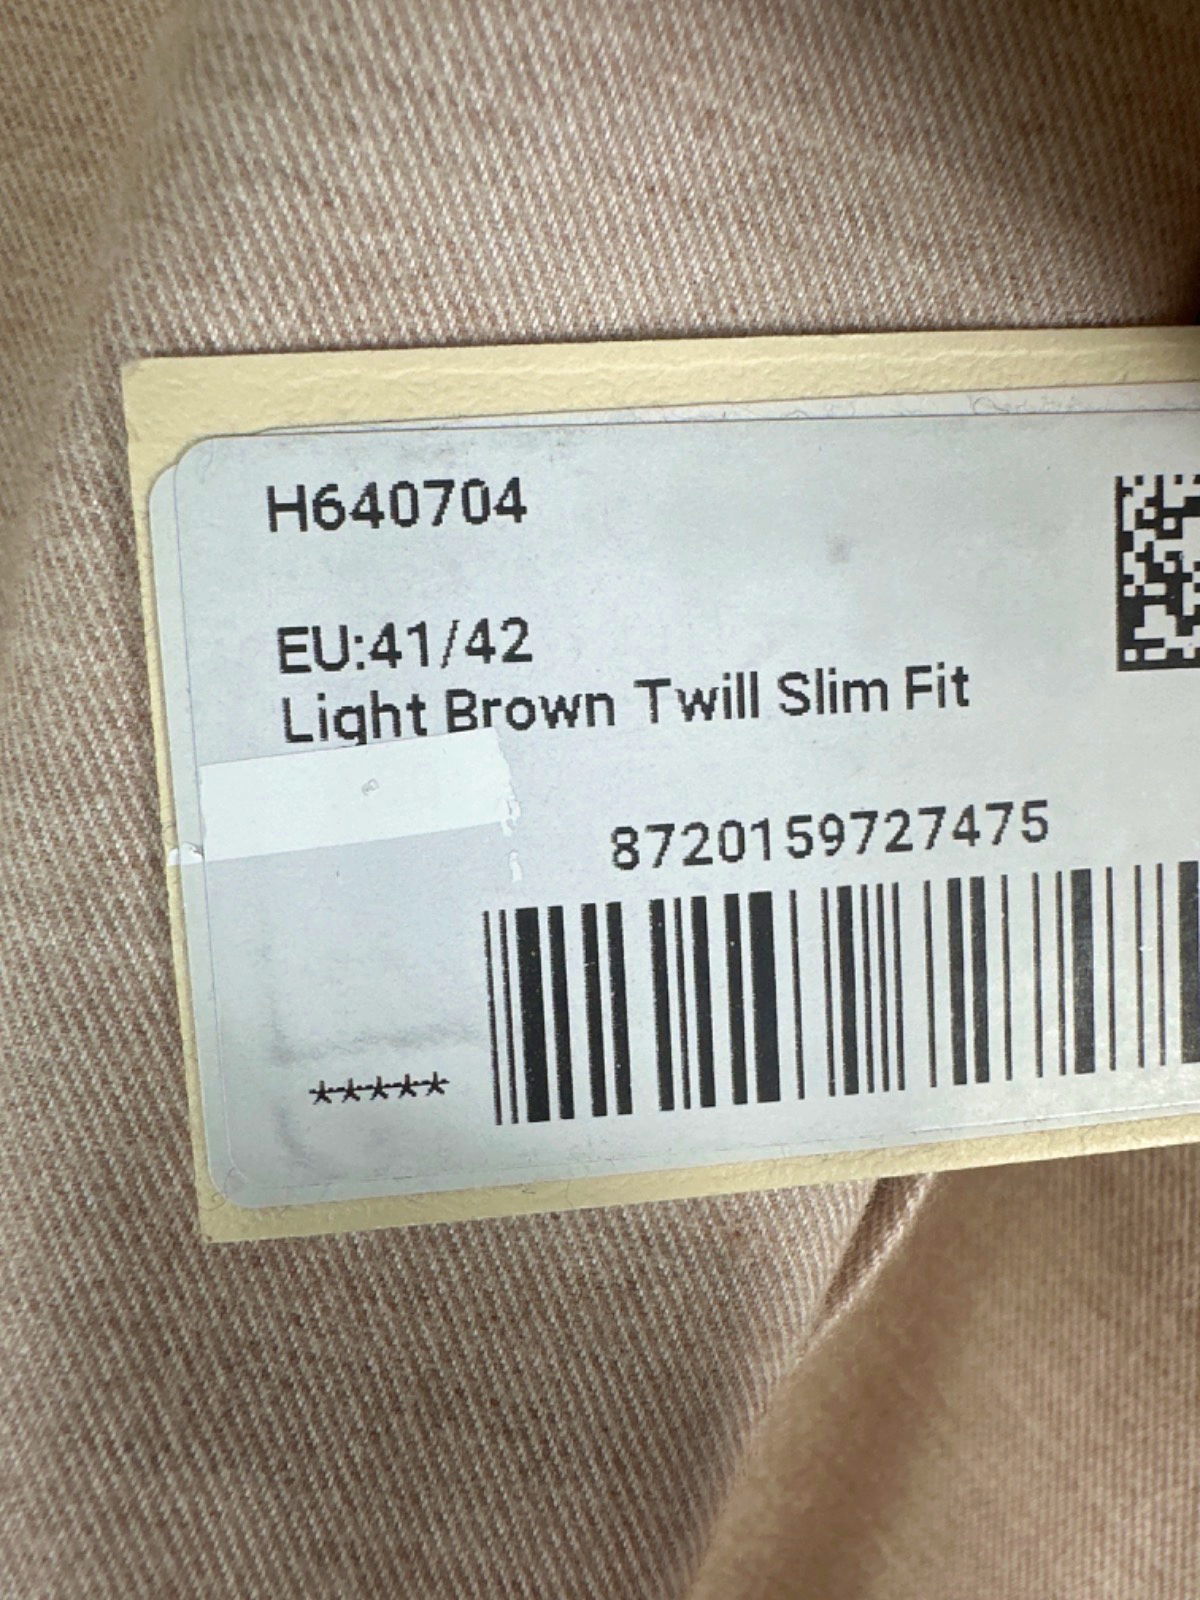 H640704
EU:41/42
Light Brown Twill Slim Fit
8720159727475
*****